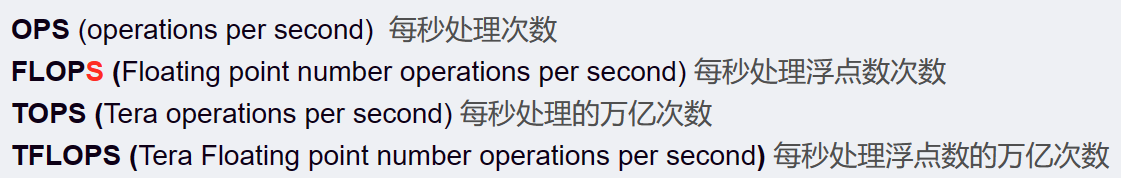 OPS (operations per second) 每秒处理次数
FLOPS (Floating point number operations per second) 每秒处理浮点数次数
TOPS (Tera operations per second) 每秒处理的万亿次数
TFLOPS (Tera Floating point number operations per second) 每秒处理浮点数的万亿次数